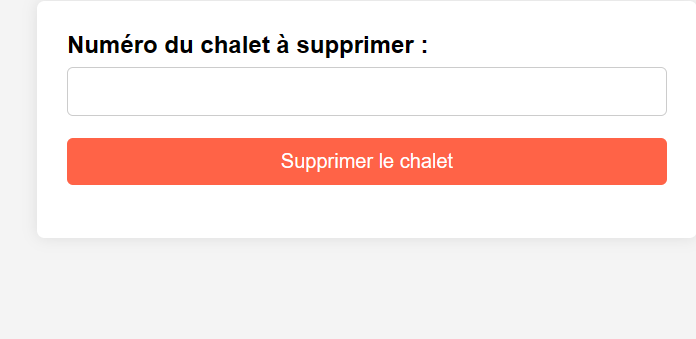 Numéro du chalet à supprimer :
Supprimer le chalet